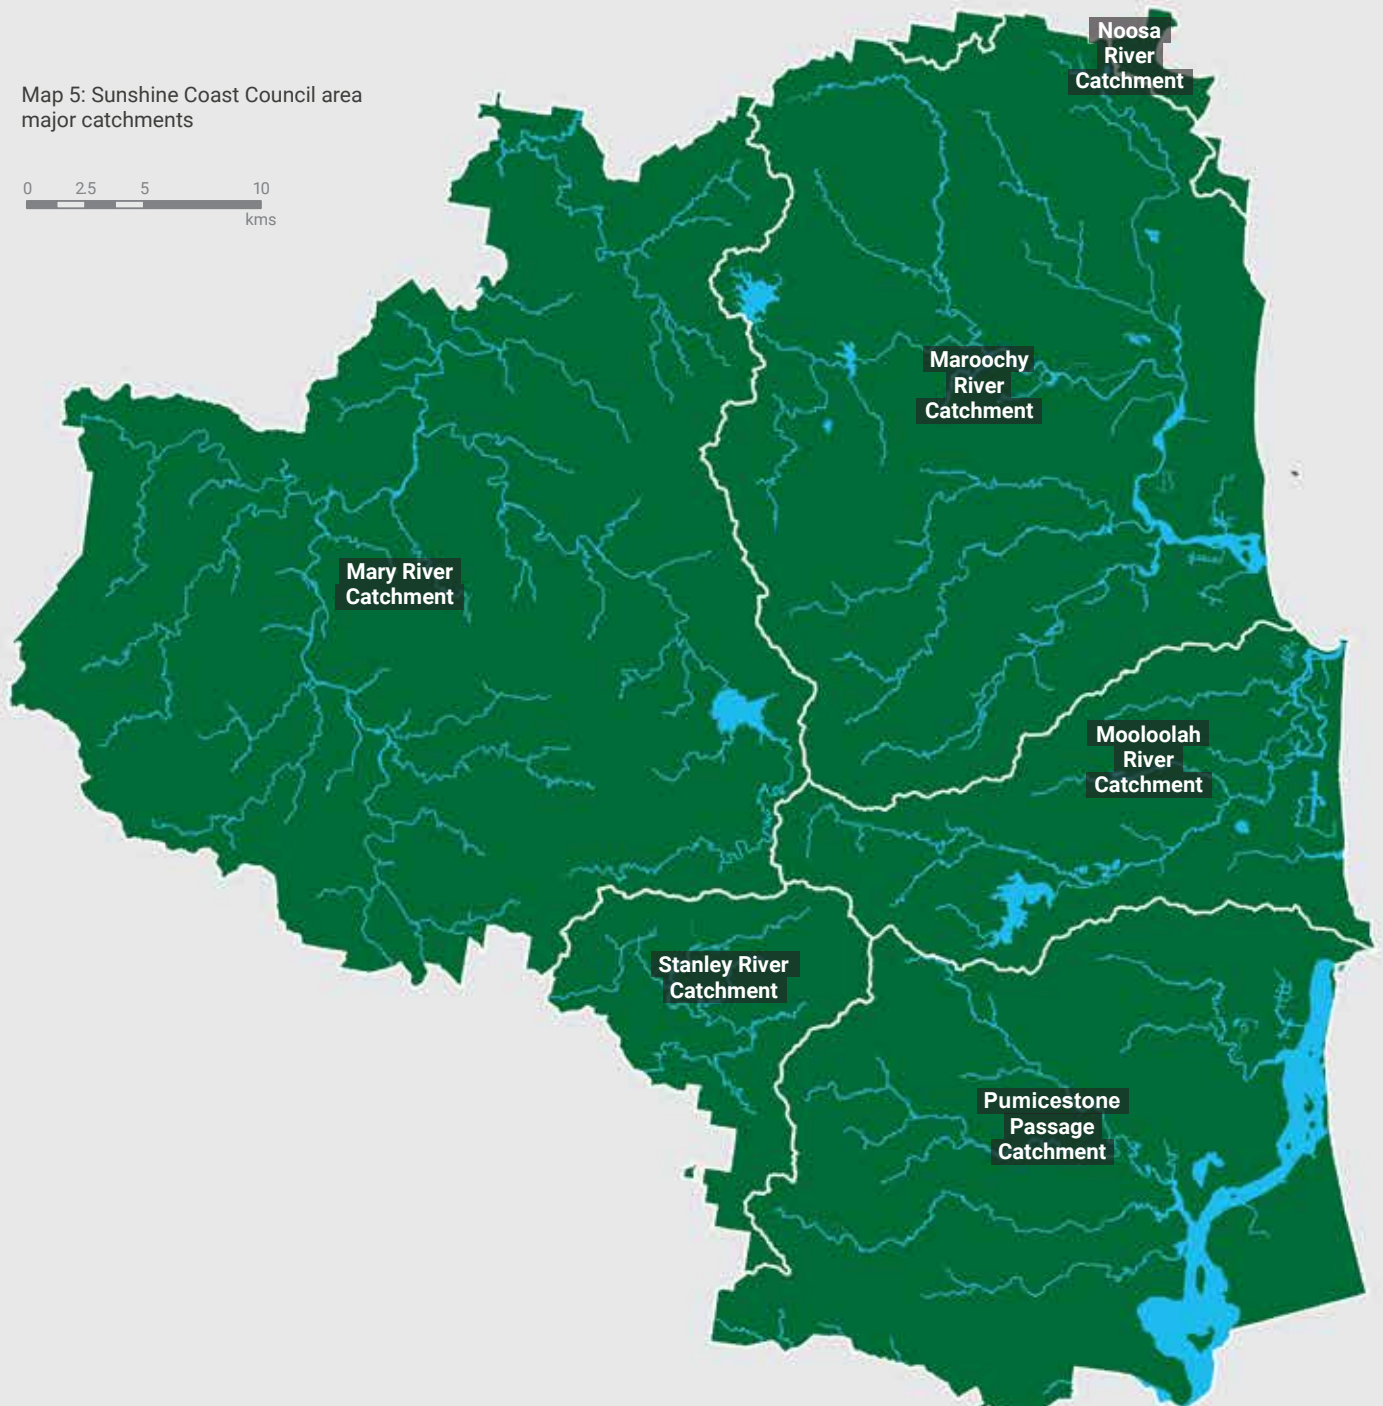 Map 5: Sunshine Coast Council area
major catchments
0 2.5 5 10
kms
Noosa
River
Catchment
Maroochy
River
Catchment
Mary River
Catchment
Mooloolah
River
Catchment
Stanley River
Catchment
Pumicestone
Passage
Catchment